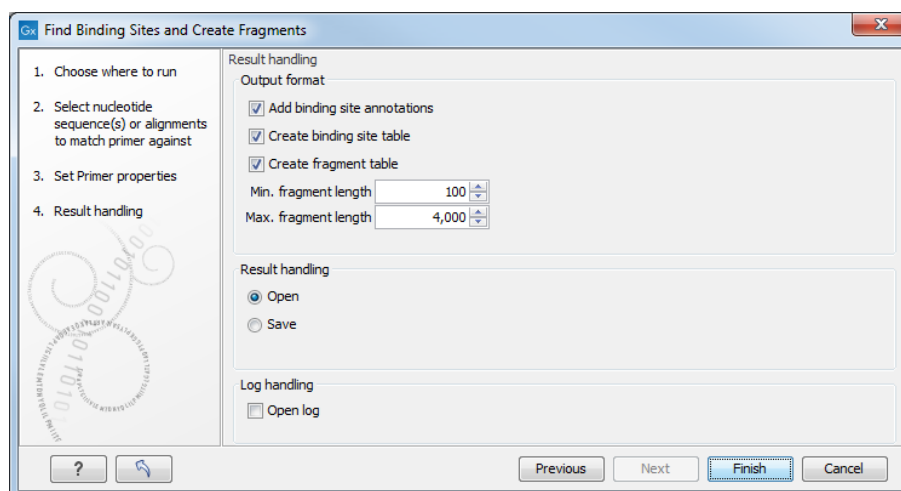 Gx Find Binding Sites and Create Fragments
1. Choose where to run
2. Select nucleotide
sequence(s) or alignments
to match primer against
3. Set Primer properties
4. Result handling
Result handling
Output format
Add binding site annotations
Create binding site table
Create fragment table
Min. fragment length 100
Max. fragment length 4,000
Result handling
Open
Save
Log handling
Open log
? Previous Next Finish Cancel